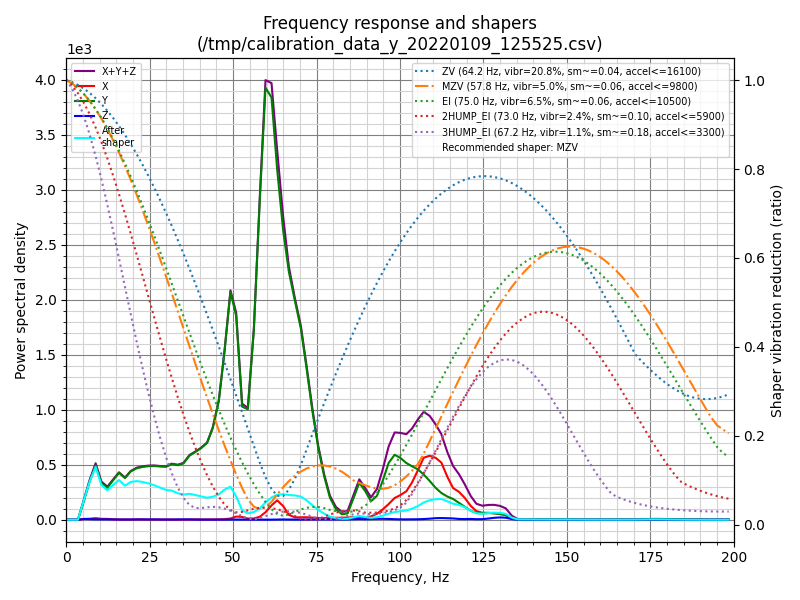 Frequency response and shapers
(/tmp/calibration_data_y_20220109_125525.csv)
1e3
X+Y+Z
X
Y
Z
After
shaper
ZV (64.2 Hz, vibr=20.8%, sm~=0.04, accel<=16100)
MZV (57.8 Hz, vibr=5.0%, sm~=0.06, accel<=9800)
EI (75.0 Hz, vibr=6.5%, sm~=0.06, accel<=10500)
2HUMP_EI (73.0 Hz, vibr=2.4%, sm~=0.10, accel<=5900)
3HUMP_EI (67.2 Hz, vibr=1.1%, sm~=0.18, accel<=3300)
Recommended shaper: MZV
Power spectral density
4.0
3.5
3.0
2.5
2.0
1.5
1.0
0.5
0.0
1.0
0.8
0.6
0.4
0.2
0.0
Shaper vibration reduction (ratio)
0 25 50 75 100 125 150 175 200
Frequency, Hz